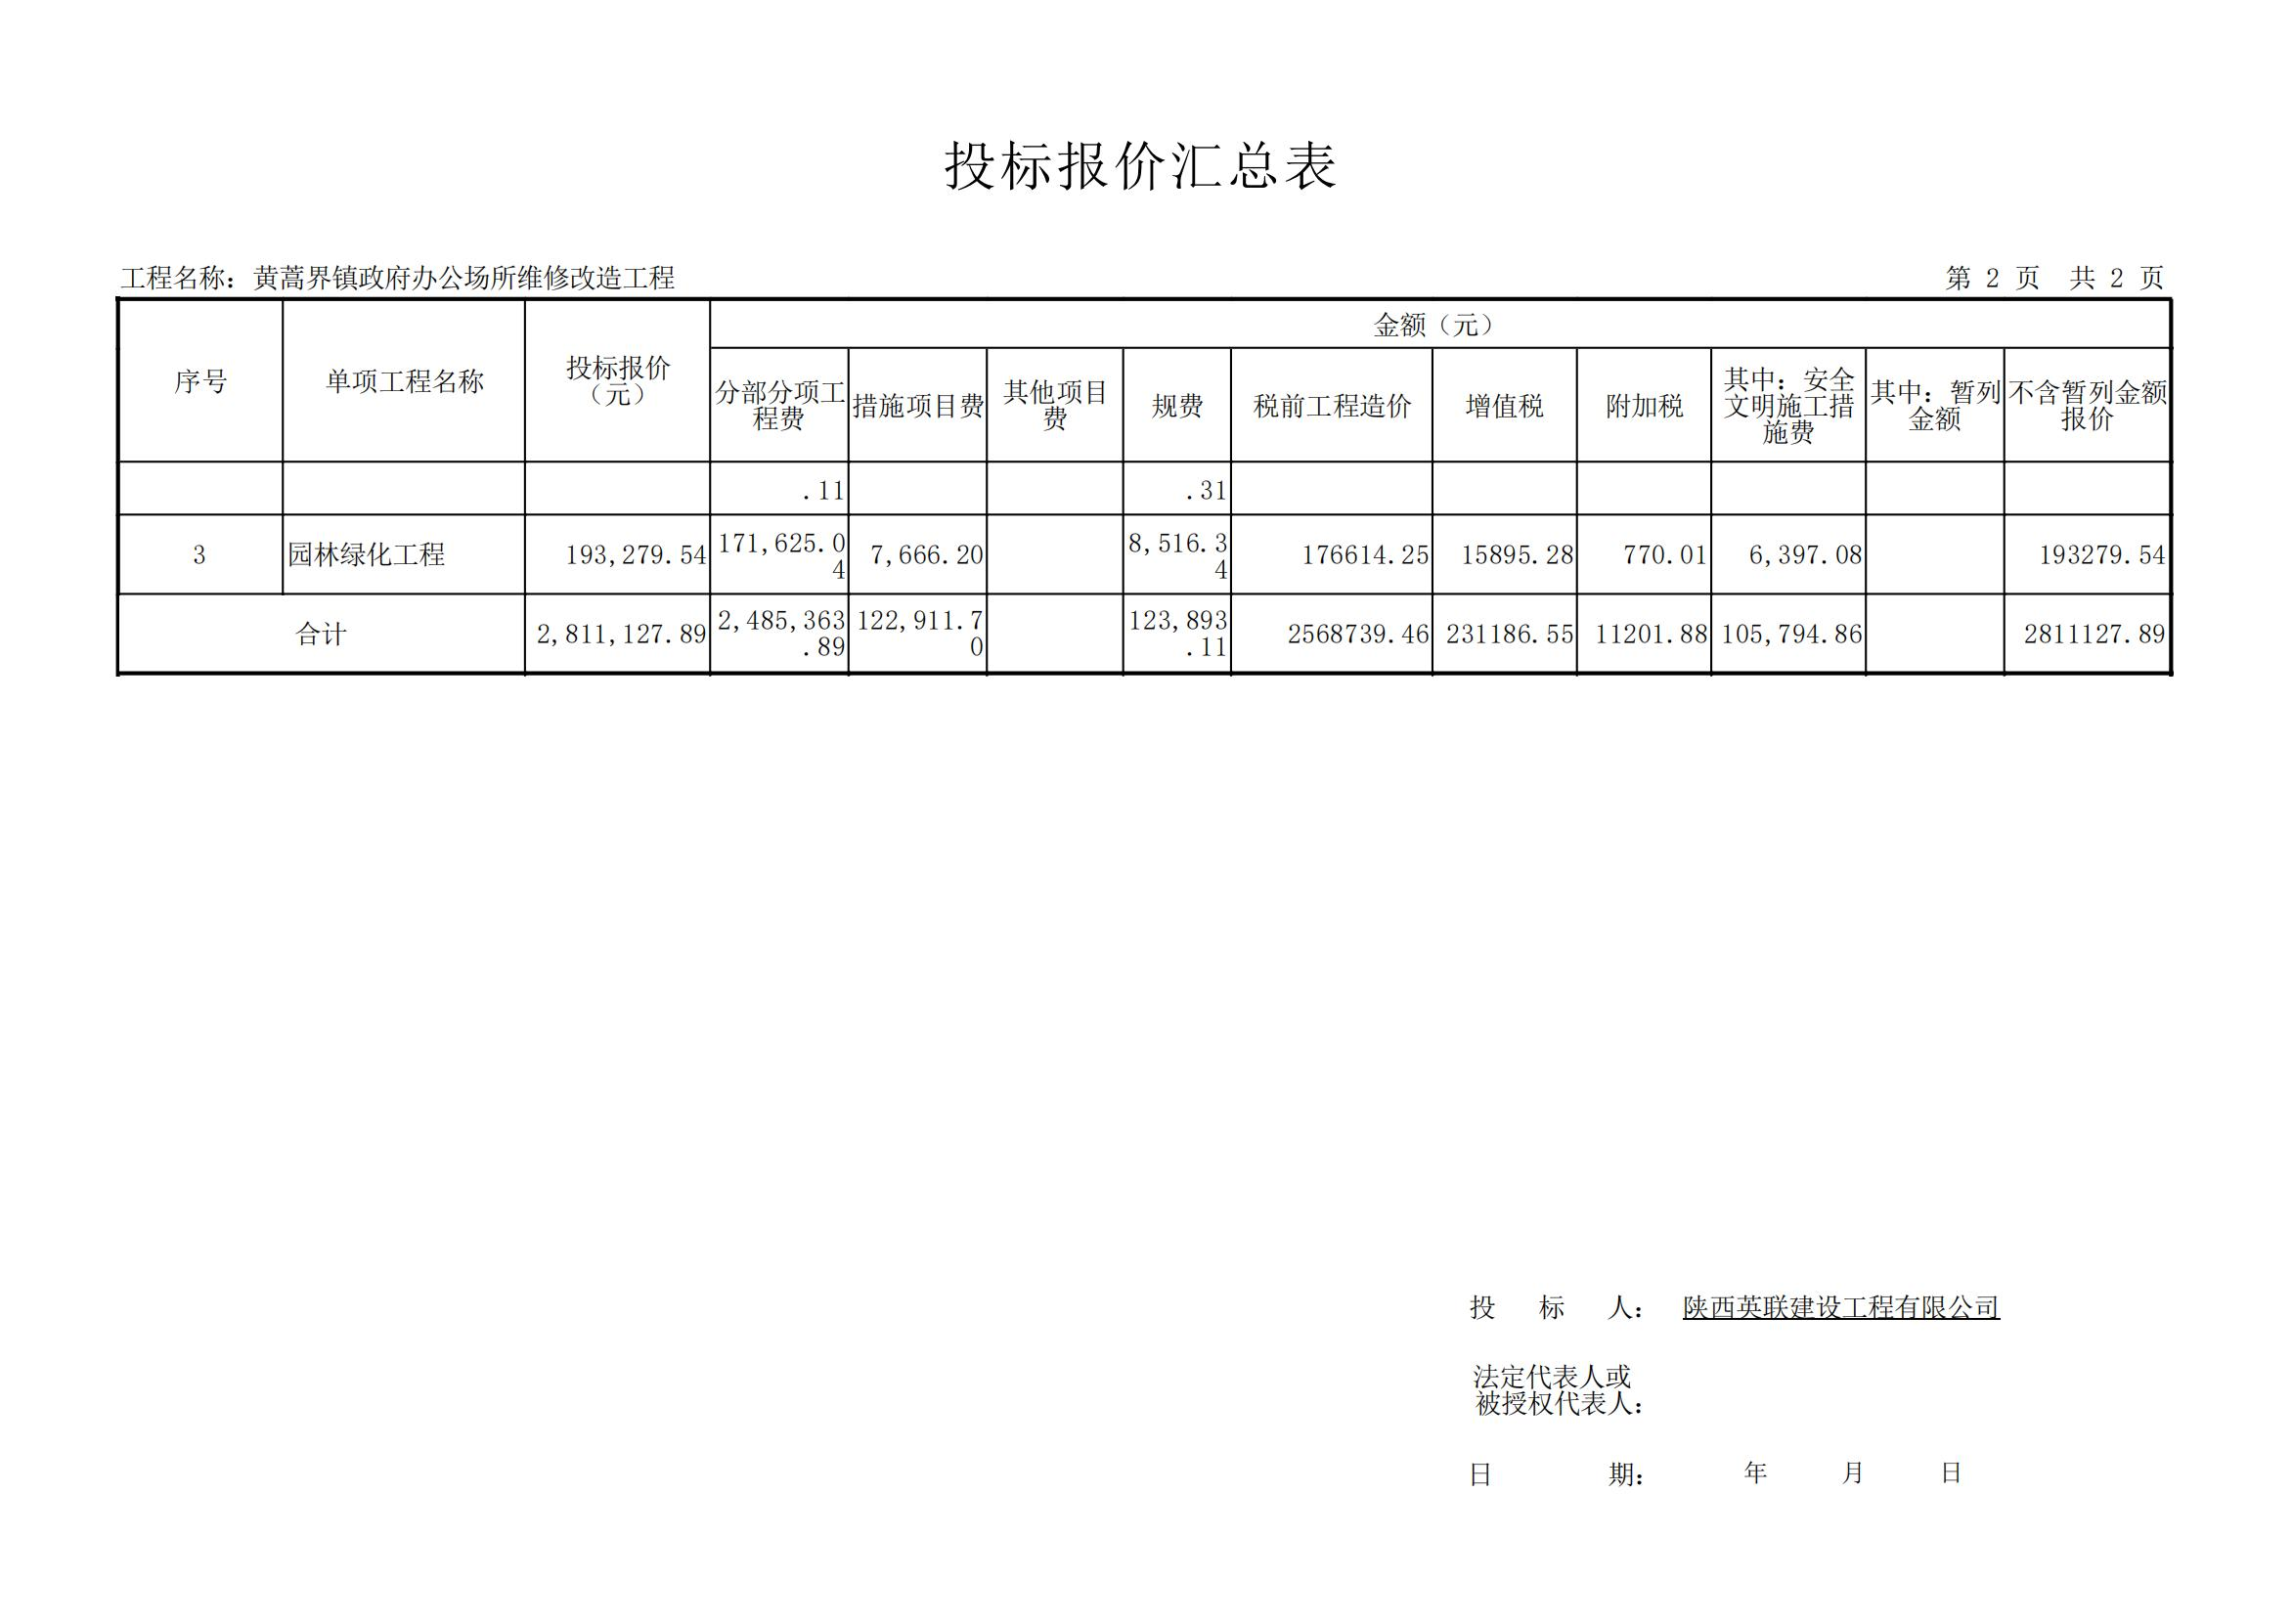 投标报价汇总表
工程名称：黄蒿界镇政府办公场所维修改造工程 第 2 页 共 2 页
序号 单项工程名称 投标报价（元） 金额（元）
分部分项工程费 措施项目费 其他项目费 规费 税前工程造价 增值税 附加税 其中：安全文明施工措施费 其中：暂列金额 不含暂列金额报价
.11 .31
3 园林绿化工程 193,279.54 171,625.04 7,666.20 8,516.34 176614.25 15895.28 770.01 6,397.08 193279.54
合计 2,811,127.89 2,485,363.89 122,911.70 123,893.11 2568739.46 231186.55 11201.88 105,794.86 2811127.89
投 标 人： 陕西英联建设工程有限公司
法定代表人或
被授权代表人：
日 期： 年 月 日